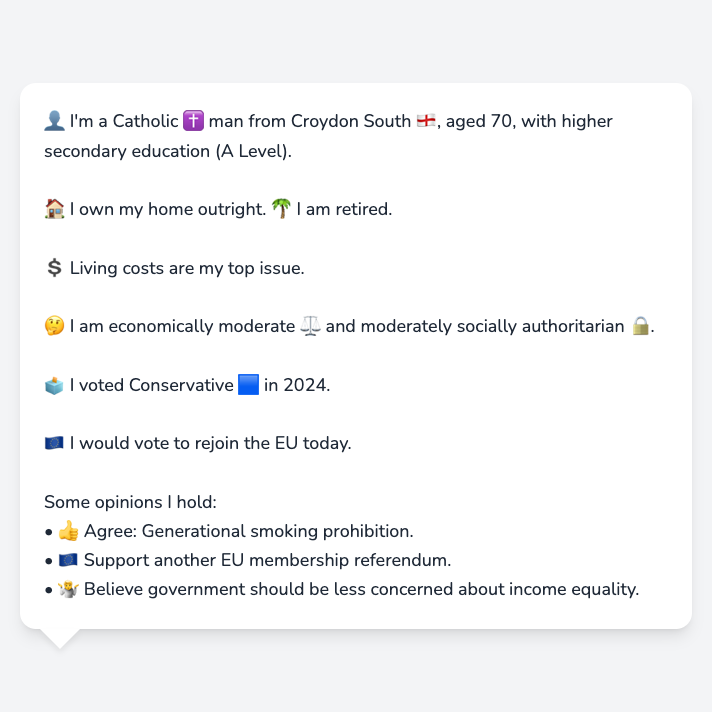 👤 I'm a Catholic ✝️ man from Croydon South 🏴󠁧󠁢󠁥󠁮󠁧󠁿, aged 70, with higher
secondary education (A Level).
🏠 I own my home outright. 🌴 I am retired.
💲 Living costs are my top issue.
🤔 I am economically moderate ⚖️ and moderately socially authoritarian 🔒.
🗳️ I voted Conservative 🟦 in 2024.
🇪🇺 I would vote to rejoin the EU today.
Some opinions I hold:
• 👍 Agree: Generational smoking prohibition.
• 🇪🇺 Support another EU membership referendum.
• 🤷 Believe government should be less concerned about income equality.